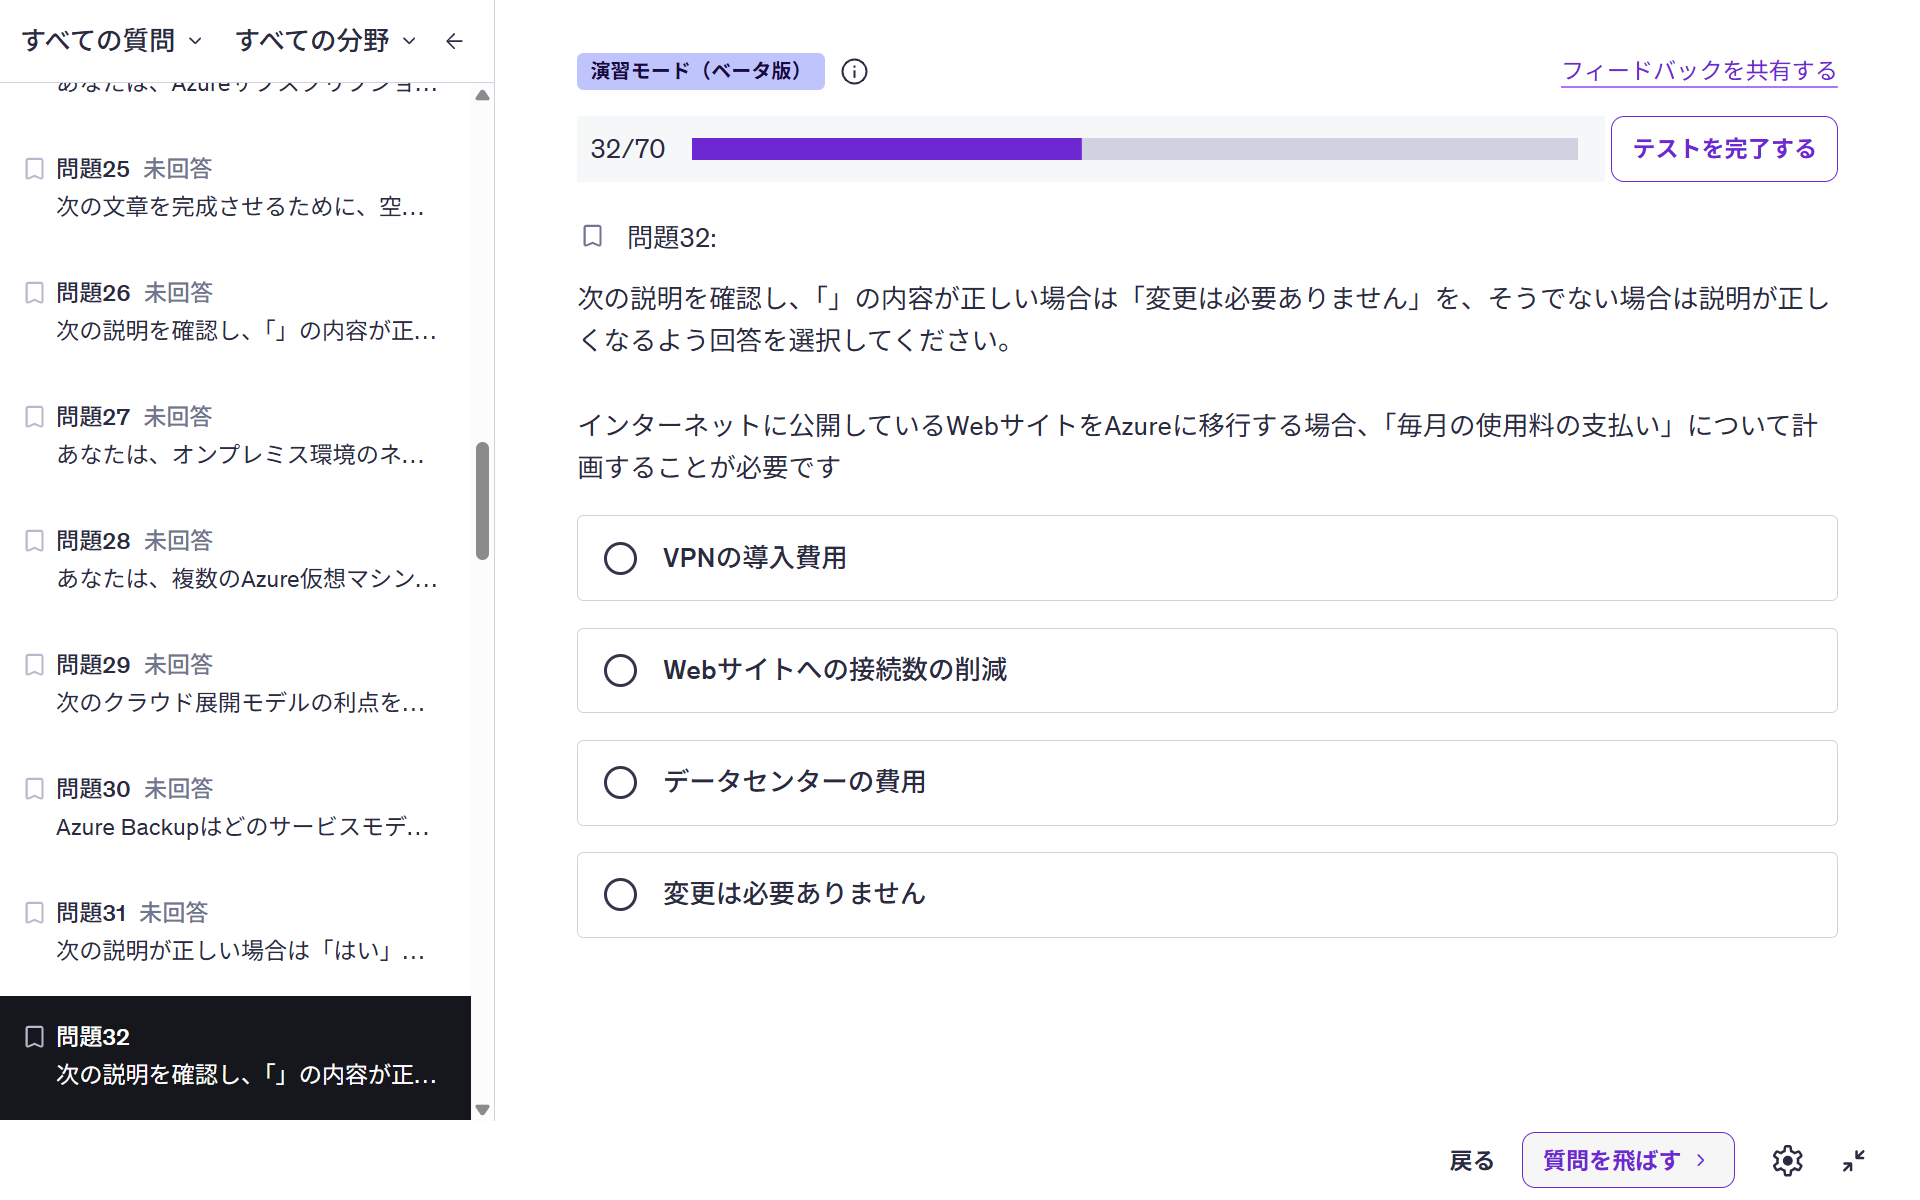 すべての質問 すべての分野
あなたは、Azureサブスクリプショ...
問題25 未回答
次の文章を完成させるために、空...
問題26 未回答
次の説明を確認し、「」の内容が正...
問題27 未回答
あなたは、オンプレミス環境のネ...
問題28 未回答
あなたは、複数のAzure仮想マシン...
問題29 未回答
次のクラウド展開モデルの利点を...
問題30 未回答
Azure Backupはどのサービスモデ...
問題31 未回答
次の説明が正しい場合は「はい」...
問題32
次の説明を確認し、「」の内容が正...
演習モード（ベータ版）
フィードバックを共有する
32/70
テストを完了する
問題32:
次の説明を確認し、「」の内容が正しい場合は「変更は必要ありません」を、そうでない場合は説明が正し
くなるよう回答を選択してください。
インターネットに公開しているWebサイトをAzureに移行する場合、「毎月の使用料の支払い」について計
画することが必要です
VPNの導入費用
Webサイトへの接続数の削減
データセンターの費用
変更は必要ありません
戻る
質問を飛ばす